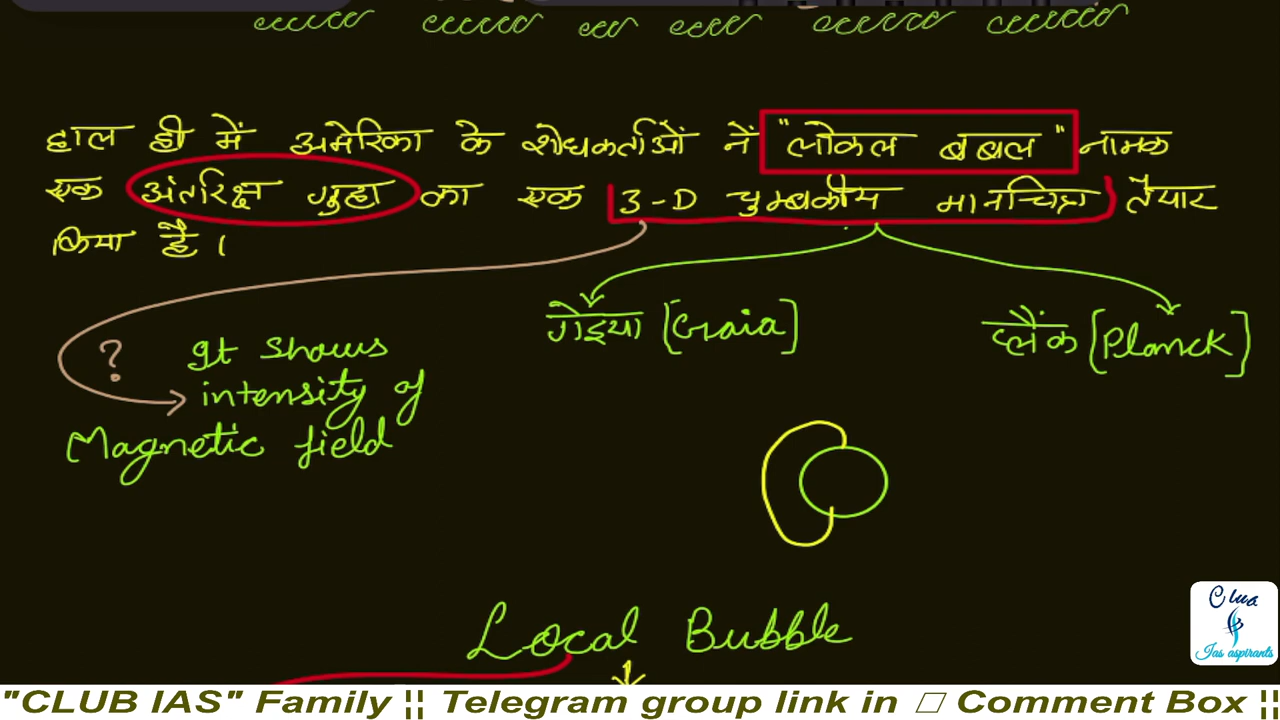 हाल ही में अमेरिका के शोधकर्ताओं नें "लोकल बबल" नामक
एक अंतरिक्ष गुहा का एक 3-D चुम्बकीय मानचित्र तैयार
किया है।
गेइया [Gaia]
प्लैंक [Planck]
? It shows
intensity of
Magnetic field
Local Bubble
Club
Ias aspirants
"CLUB IAS" Family ¦¦ Telegram group link in □ Comment Box ¦¦